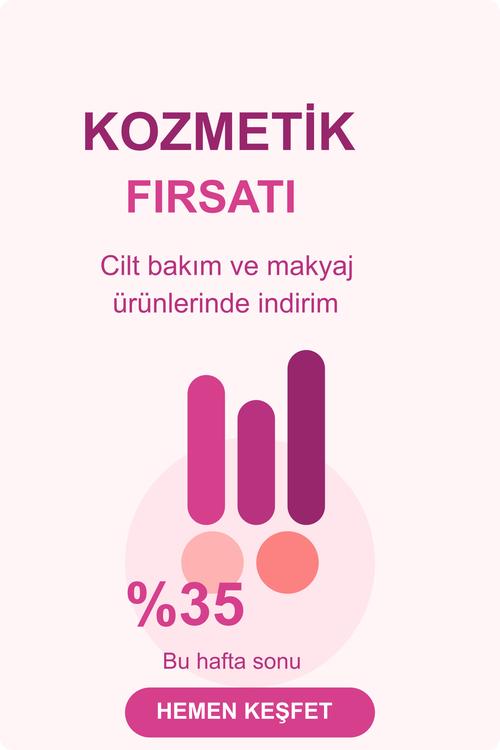 KOZMETİK
FIRSATI
Cilt bakım ve makyaj
ürünlerinde indirim
%35
Bu hafta sonu
HEMEN KEŞFET